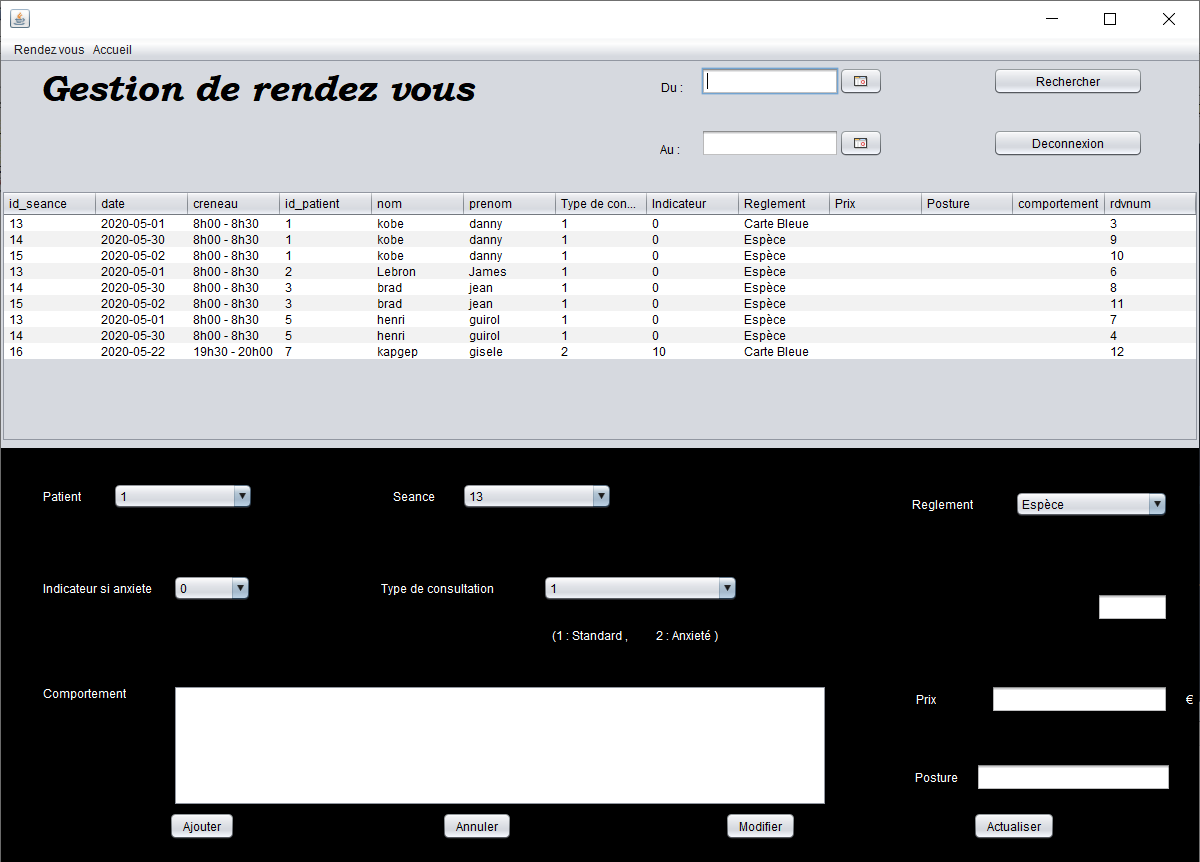 Rendez vous Accueil
Gestion de rendez vous
Du :
Rechercher
Au :
Deconnexion
id_seance date creneau id_patient nom prenom Type de con... Indicateur Reglement Prix Posture comportement rdvnum
13 2020-05-01 8h00 - 8h30 1 kobe danny 1 0 Carte Bleue 3
14 2020-05-30 8h00 - 8h30 1 kobe danny 1 0 Espèce 9
15 2020-05-02 8h00 - 8h30 1 kobe danny 1 0 Espèce 10
13 2020-05-01 8h00 - 8h30 2 Lebron James 1 0 Espèce 6
14 2020-05-30 8h00 - 8h30 3 brad jean 1 0 Espèce 8
15 2020-05-02 8h00 - 8h30 3 brad jean 1 0 Espèce 11
13 2020-05-01 8h00 - 8h30 5 henri guirol 1 0 Espèce 7
14 2020-05-30 8h00 - 8h30 5 henri guirol 1 0 Espèce 4
16 2020-05-22 19h30 - 20h00 7 kapgep gisele 2 10 Carte Bleue 12
Patient 1 Seance 13
Reglement Espèce
Indicateur si anxiete 0 Type de consultation 1
(1 : Standard , 2 : Anxieté )
Comportement
Prix €
Posture
Ajouter Annuler Modifier Actualiser